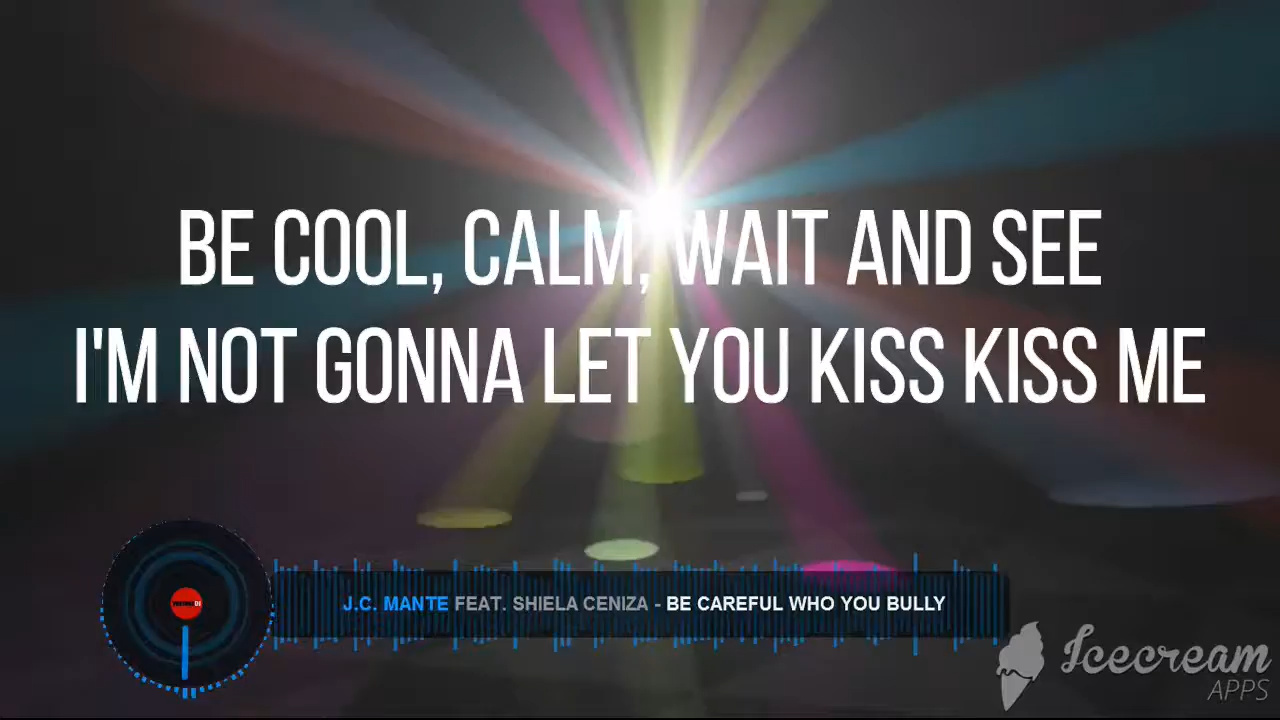 BE COOL, CALM, WAIT AND SEE
I'M NOT GONNA LET YOU KISS KISS ME
J.C. MANTE FEAT. SHIELA CENIZA - BE CAREFUL WHO YOU BULLY
Icecream
APPS